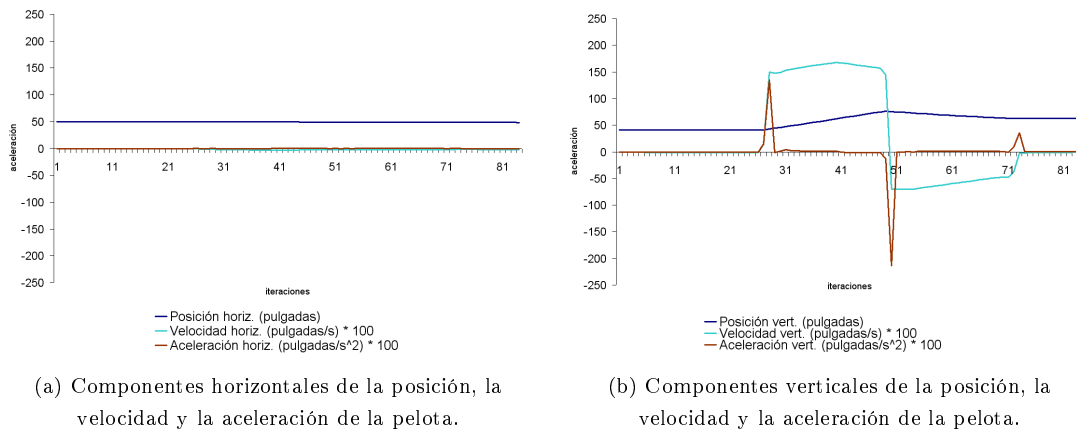 250
200
150
100
50
0
-50
-100
-150
-200
-250
aceleración
1 11 21 31 41 51 61 71 81
iteraciones
Posición horiz. (pulgadas)
Velocidad horiz. (pulgadas/s) * 100
Aceleración horiz. (pulgadas/s^2) * 100
(a) Componentes horizontales de la posición, la
velocidad y la aceleración de la pelota.
250
200
150
100
50
0
-50
-100
-150
-200
-250
aceleración
1 11 21 31 41 51 61 71 81
iteraciones
Posición vert. (pulgadas)
Velocidad vert. (pulgadas/s) * 100
Aceleración vert. (pulgadas/s^2) * 100
(b) Componentes verticales de la posición, la
velocidad y la aceleración de la pelota.